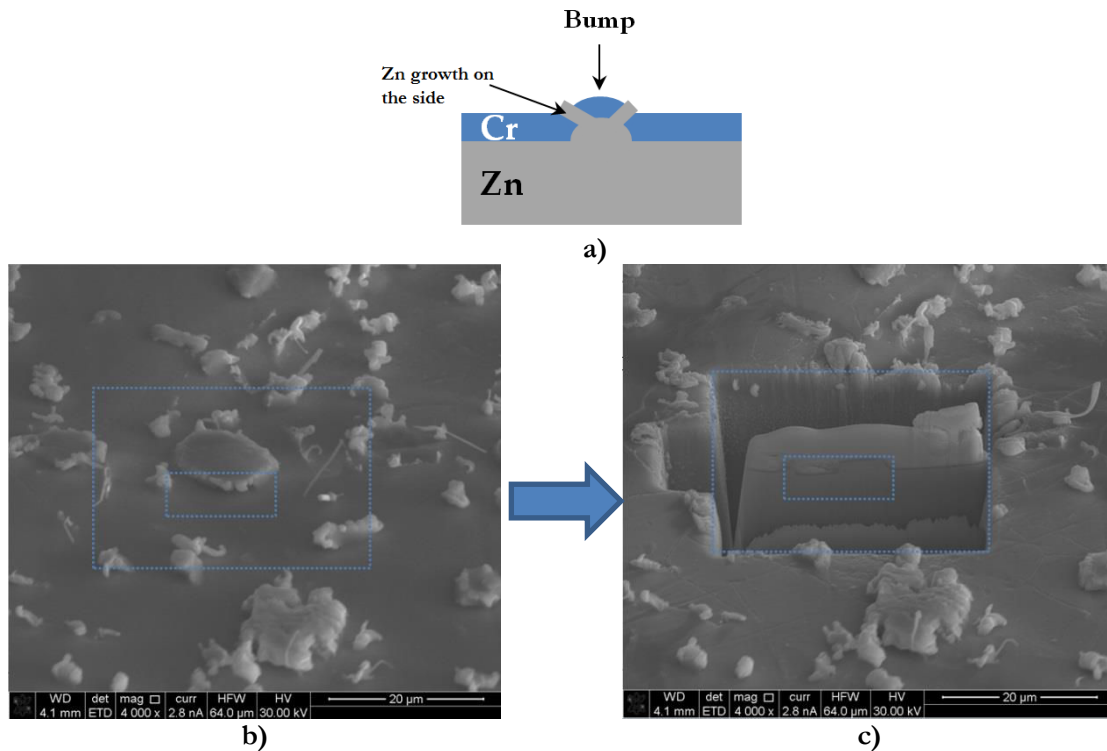 Bump
Zn growth on
the side
Cr
Zn
a)
WD det mag □ curr HFW HV
4.1 mm ETD 4 000 x 2.8 nA 64.0 µm 30.00 kV
20 µm
WD det mag □ curr HFW HV
4.1 mm ETD 4 000 x 2.8 nA 64.0 µm 30.00 kV
20 µm
b)
c)